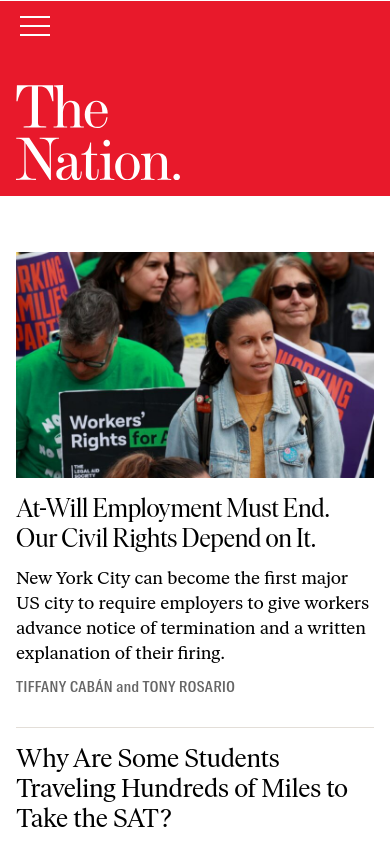 The
Nation.
RKING
FAMILIES
PART
Workers'
Rights for
THE
LEGAL AID
SOCIETY
WORKING
At-Will Employment Must End.
Our Civil Rights Depend on It.
New York City can become the first major
US city to require employers to give workers
advance notice of termination and a written
explanation of their firing.
TIFFANY CABÁN and TONY ROSARIO
Why Are Some Students
Traveling Hundreds of Miles to
Take the SAT?